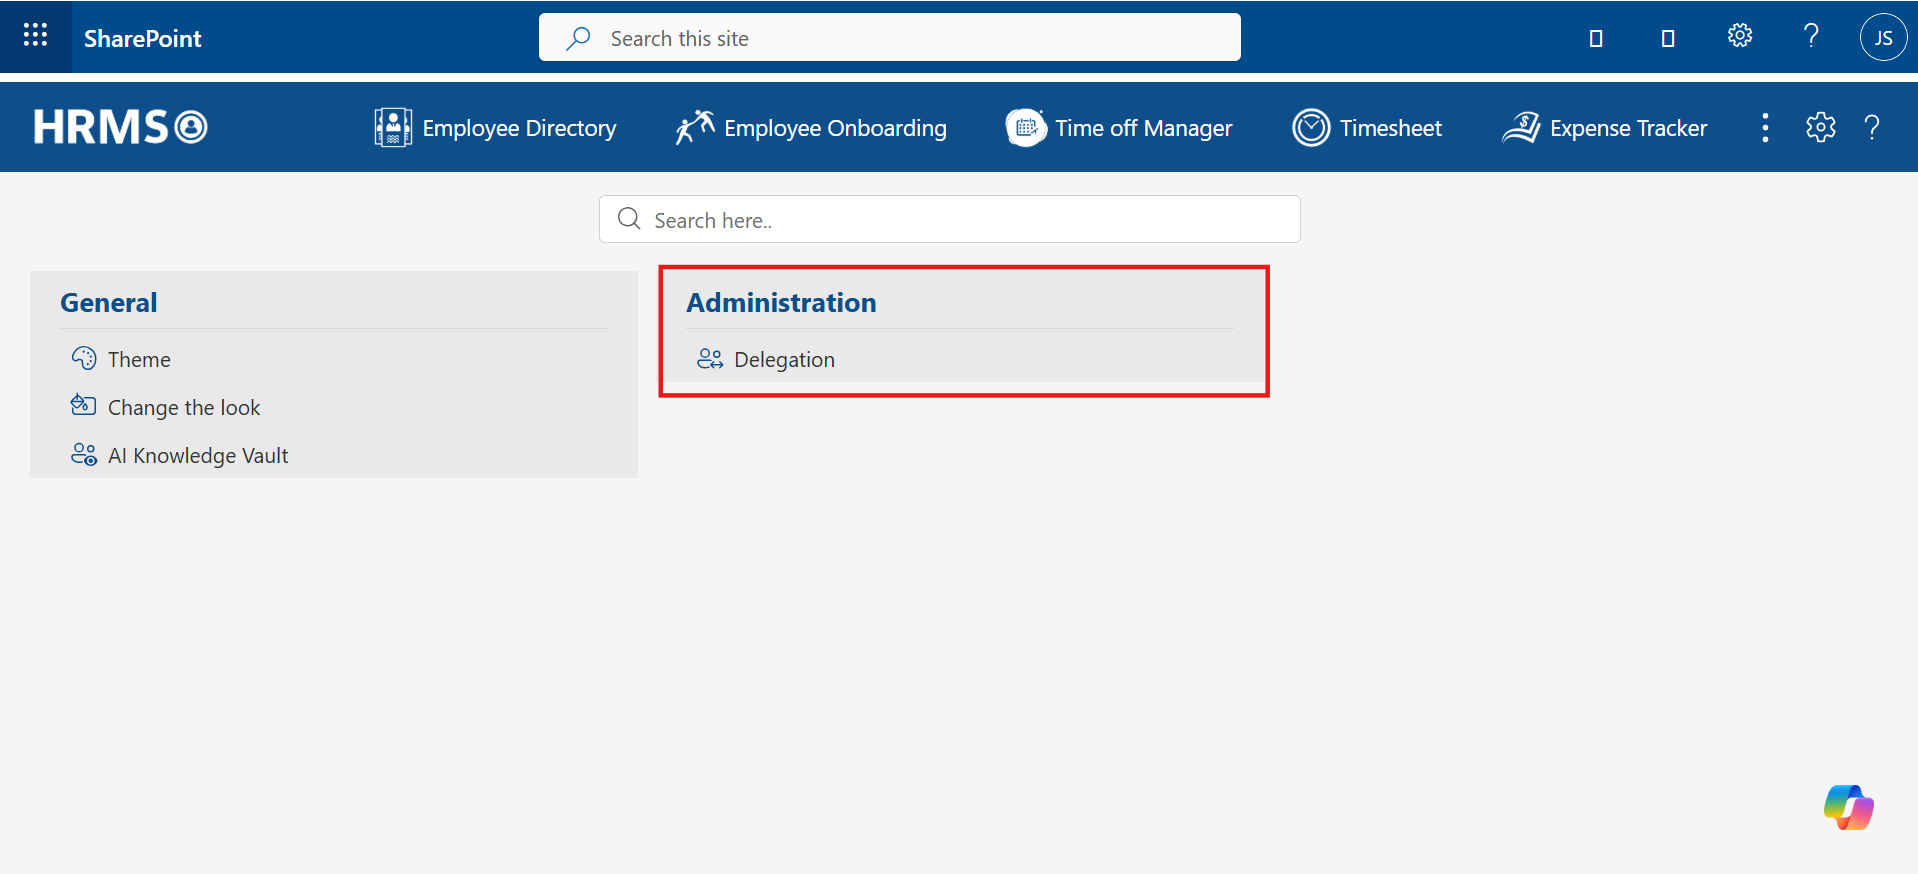 SharePoint
Search this site
JS
HRMS
Employee Directory
Employee Onboarding
Time off Manager
Timesheet
Expense Tracker
Search here..
General
Theme
Change the look
AI Knowledge Vault
Administration
Delegation